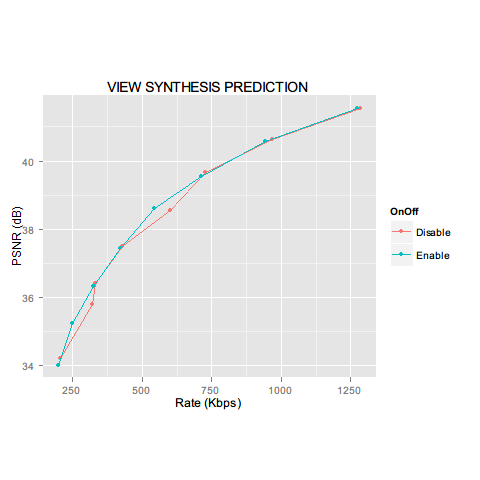 VIEW SYNTHESIS PREDICTION
40
38
36
34
PSNR (dB)
250 500 750 1000 1250
Rate (Kbps)
OnOff
Disable
Enable